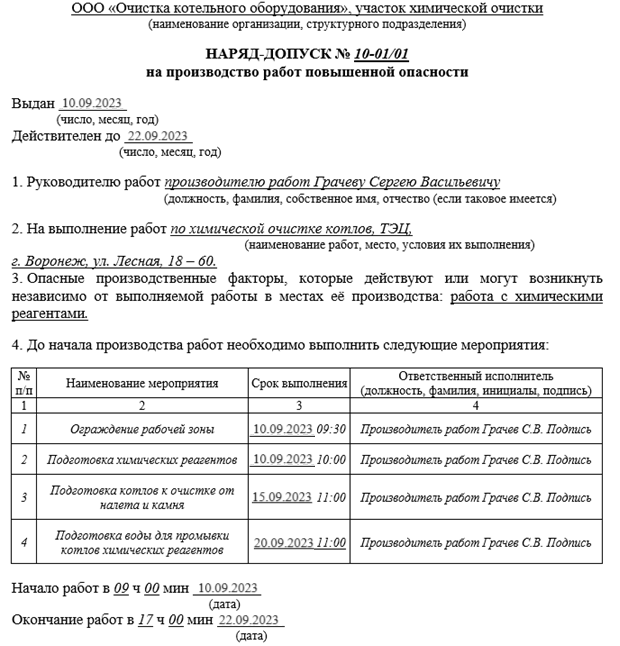 ООО «Очистка котельного оборудования», участок химической очистки
(наименование организации, структурного подразделения)
НАРЯД-ДОПУСК № 10-01/01
на производство работ повышенной опасности
Выдан 10.09.2023
(число, месяц, год)
Действителен до 22.09.2023
(число, месяц, год)
1. Руководителю работ производителю работ Грачеву Сергею Васильевичу
(должность, фамилия, собственное имя, отчество (если таковое имеется)
2. На выполнение работ по химической очистке котлов, ТЭЦ,
(наименование работ, место, условия их выполнения)
г. Воронеж, ул. Лесная, 18 – 60.
3. Опасные производственные факторы, которые действуют или могут возникнуть
независимо от выполняемой работы в местах её производства: работа с химическими
реагентами.
4. До начала производства работ необходимо выполнить следующие мероприятия:
№ п/п Наименование мероприятия Срок выполнения Ответственный исполнитель (должность, фамилия, инициалы, подпись)
1 2 3 4
1 Ограждение рабочей зоны 10.09.2023 09:30 Производитель работ Грачев С.В. Подпись
2 Подготовка химических реагентов 10.09.2023 10:00 Производитель работ Грачев С.В. Подпись
3 Подготовка котлов к очистке от налета и камня 15.09.2023 11:00 Производитель работ Грачев С.В. Подпись
4 Подготовка воды для промывки котлов химических реагентов 20.09.2023 11:00 Производитель работ Грачев С.В. Подпись
Начало работ в 09 ч 00 мин 10.09.2023
(дата)
Окончание работ в 17 ч 00 мин 22.09.2023
(дата)